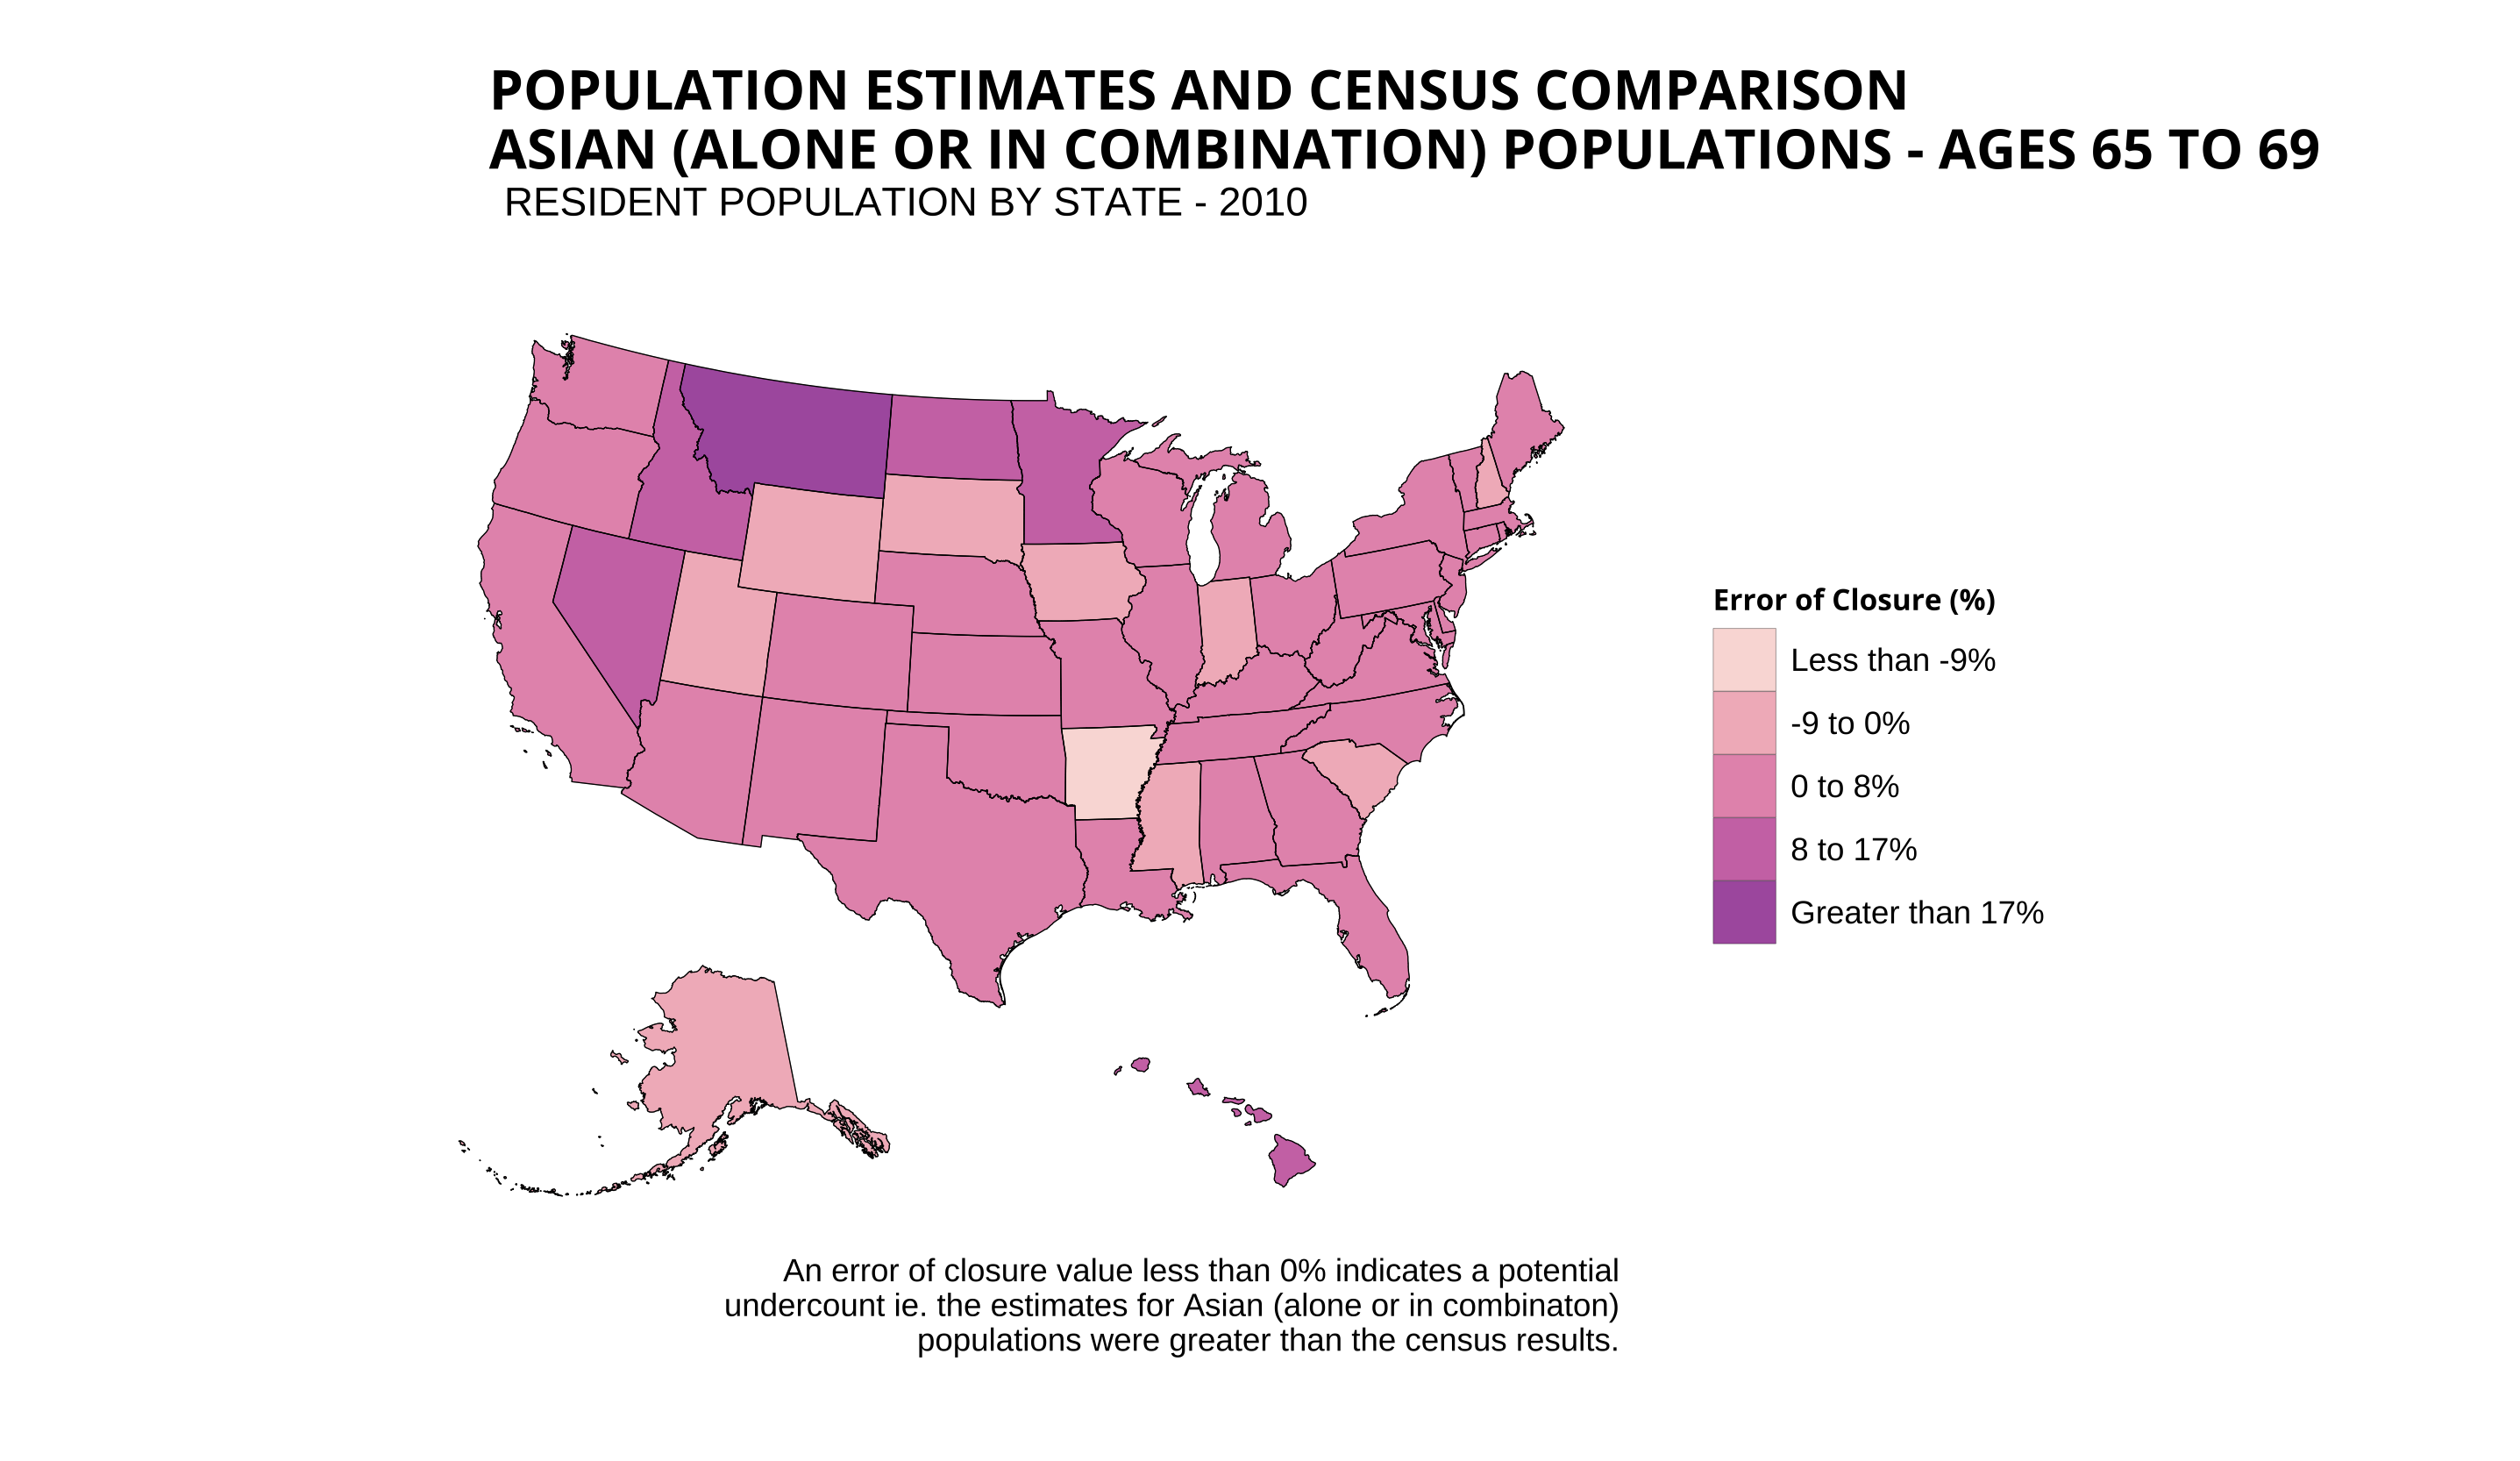 POPULATION ESTIMATES AND CENSUS COMPARISON
ASIAN (ALONE OR IN COMBINATION) POPULATIONS - AGES 65 TO 69
RESIDENT POPULATION BY STATE - 2010
Error of Closure (%)
Less than -9%
-9 to 0%
0 to 8%
8 to 17%
Greater than 17%
An error of closure value less than 0% indicates a potential
undercount ie. the estimates for Asian (alone or in combinaton)
populations were greater than the census results.